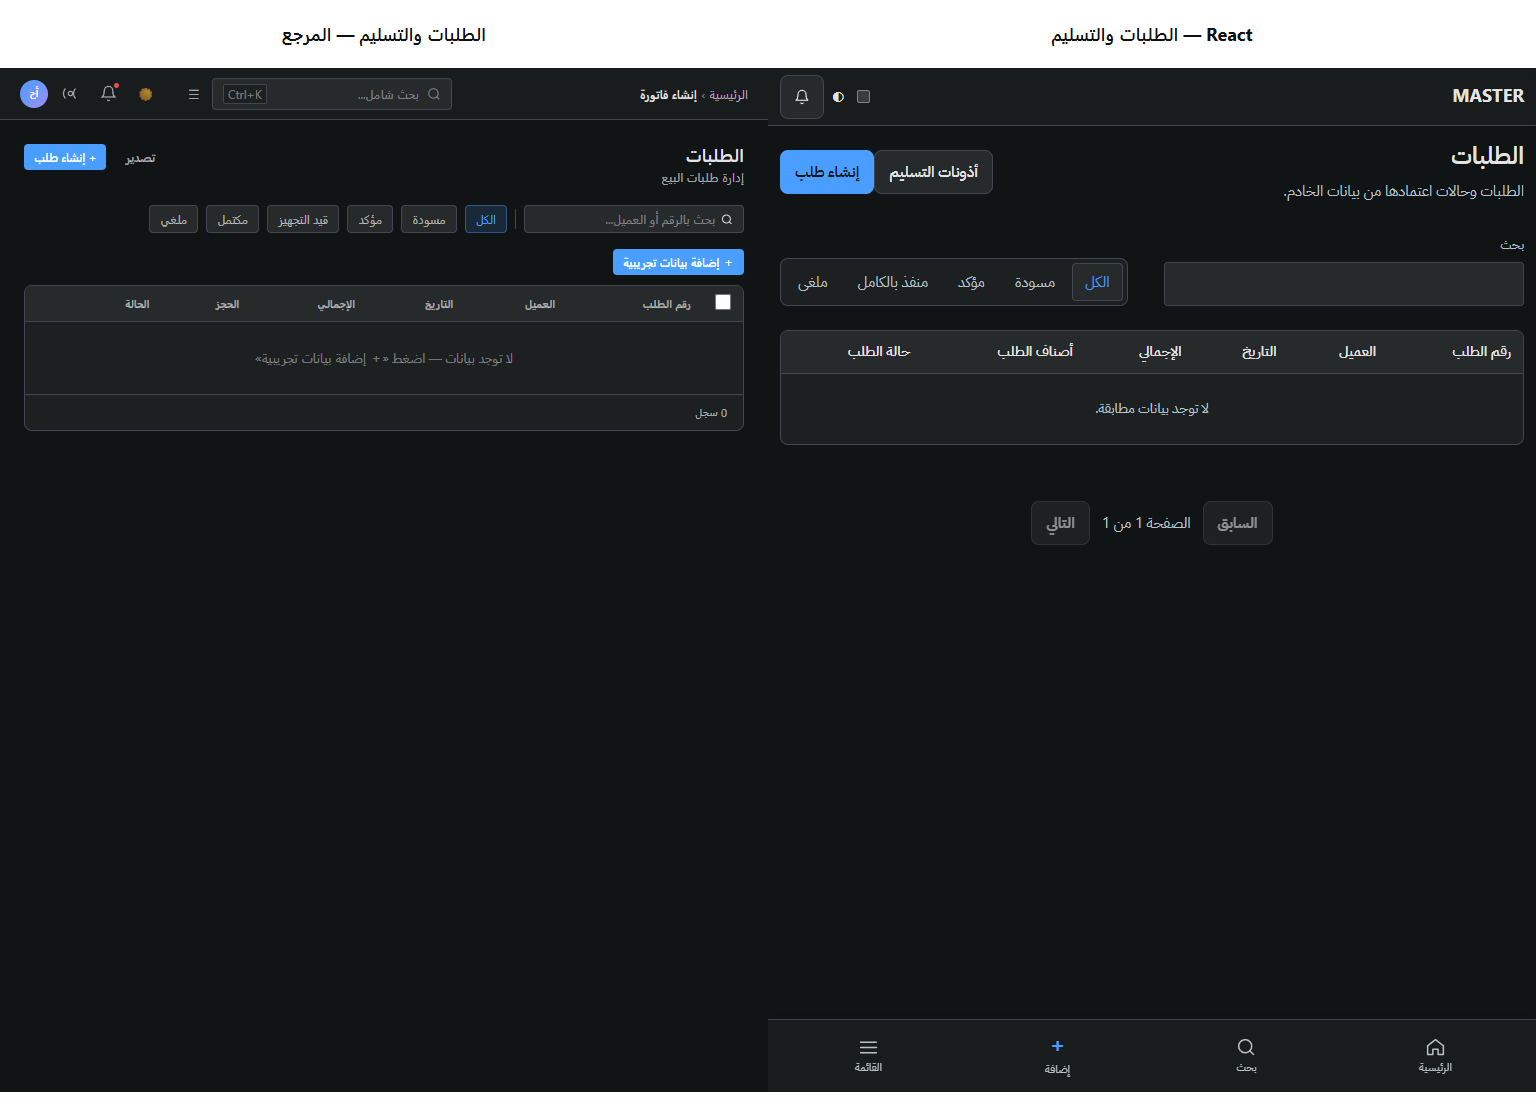 React — الطلبات والتسليم
MASTER
الطلبات
الطلبات وحالات اعتمادها من بيانات الخادم.
أذونات التسليم
إنشاء طلب
بحث
الكل
مسودة
مؤكد
منفذ بالكامل
ملغى
رقم الطلب
العميل
التاريخ
الإجمالي
أصناف الطلب
حالة الطلب
لا توجد بيانات مطابقة.
السابق
الصفحة 1 من 1
التالي
الرئيسية
بحث
+
إضافة
القائمة
الطلبات والتسليم — المرجع
الرئيسية › إنشاء فاتورة
بحث شامل...
Ctrl+K
أح
الطلبات
إدارة طلبات البيع
تصدير
+ إنشاء طلب
بحث بالرقم أو العميل...
الكل
مسودة
مؤكد
قيد التجهيز
مكتمل
ملغي
+ إضافة بيانات تجريبية
رقم الطلب
العميل
التاريخ
الإجمالي
الحجز
الحالة
لا توجد بيانات — اضغط «+ إضافة بيانات تجريبية»
0 سجل